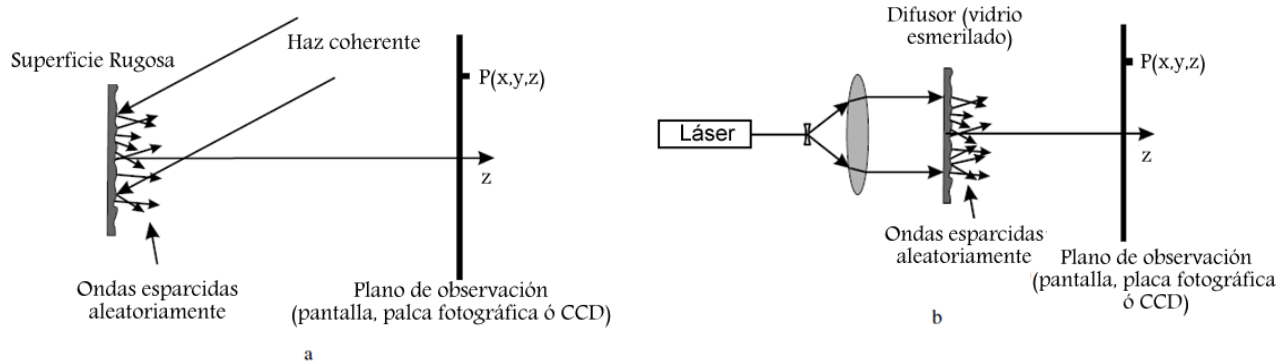 Superficie Rugosa
Haz coherente
P(x,y,z)
z
Ondas esparcidas
aleatoriamente
Plano de observación
(pantalla, palca fotográfica ó CCD)
a
Difusor (vidrio
esmerilado)
P(x,y,z)
Láser
z
Ondas esparcidas
aleatoriamente
Plano de observación
(pantalla, placa fotográfica
ó CCD)
b